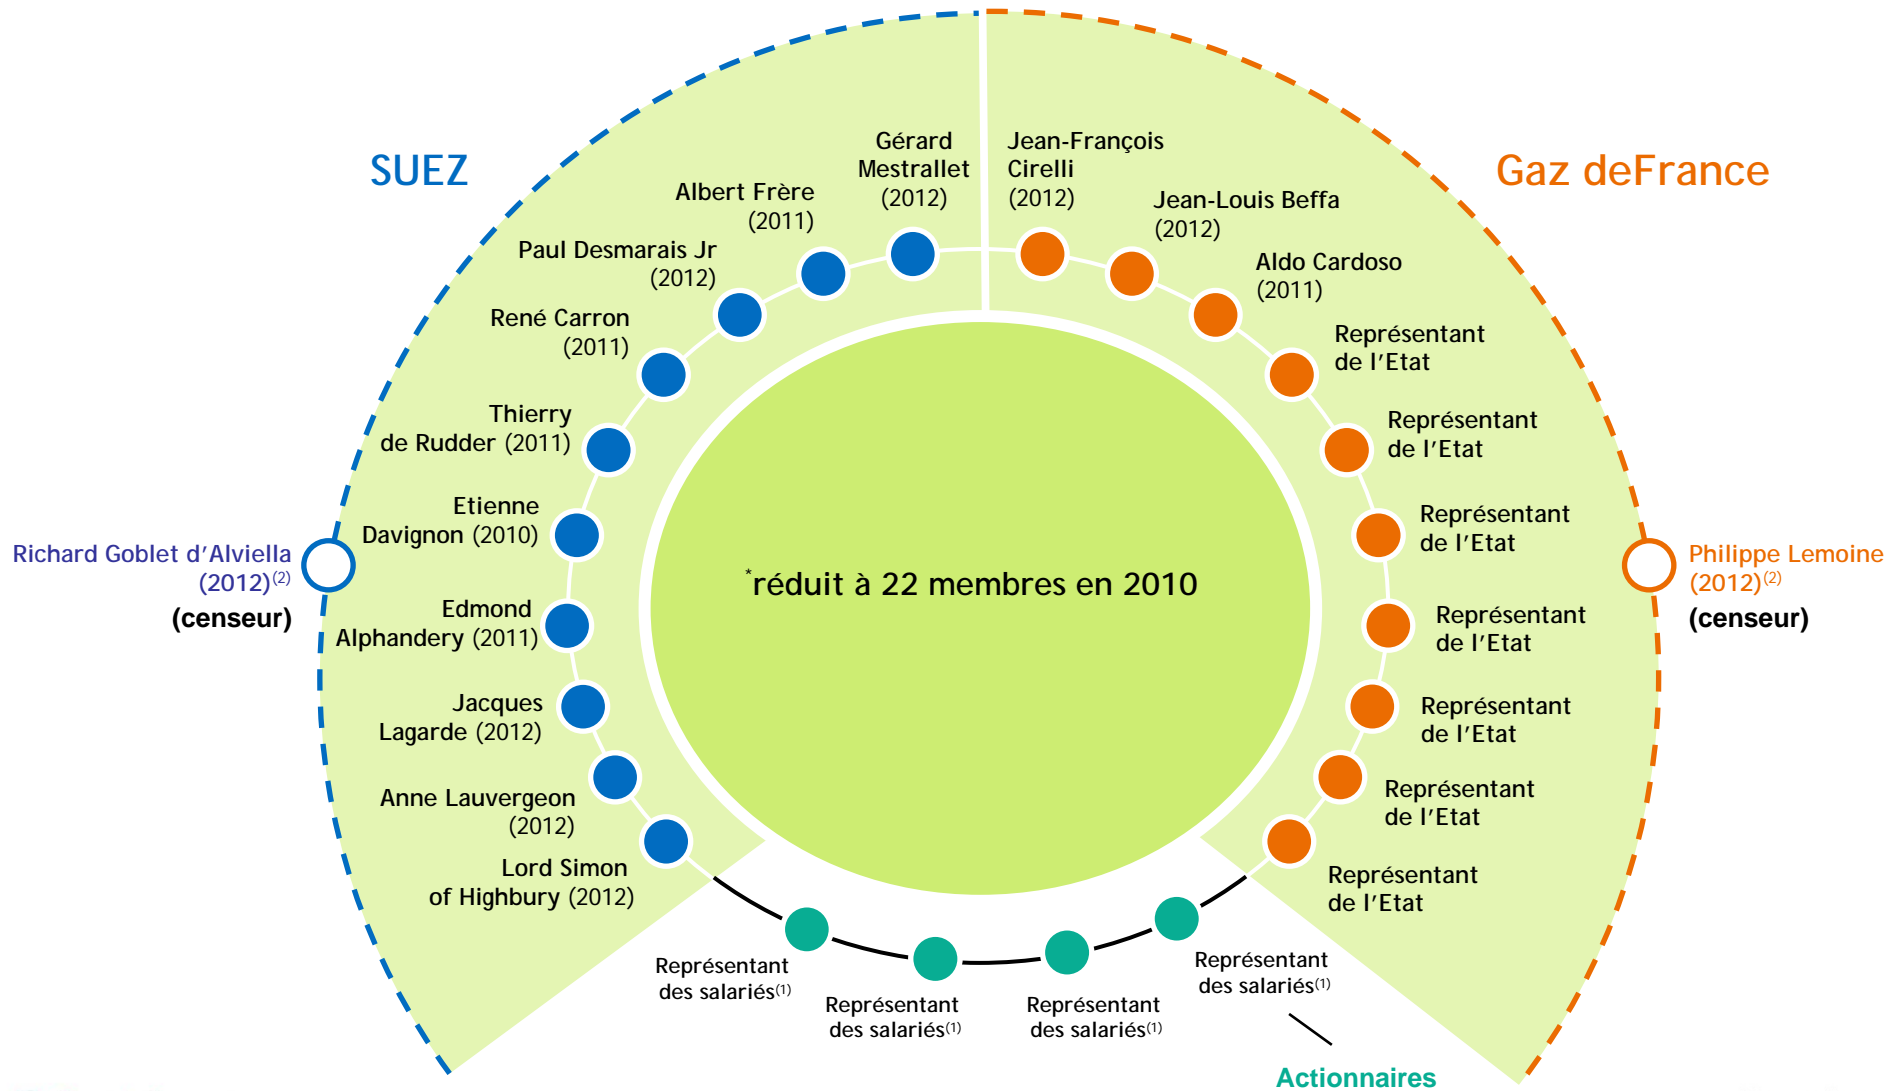 SUEZ
Gaz deFrance
Gérard
Mestrallet
(2012)
Jean-François
Cirelli
(2012)
Albert Frère
(2011)
Jean-Louis Beffa
(2012)
Paul Desmarais Jr
(2012)
Aldo Cardoso
(2011)
René Carron
(2011)
Représentant
de l'Etat
Thierry
de Rudder (2011)
Représentant
de l'Etat
Etienne
Davignon (2010)
Représentant
de l'Etat
Richard Goblet d'Alviella
(2012)(2)
(censeur)
*réduit à 22 membres en 2010
Philippe Lemoine
(2012)(2)
(censeur)
Edmond
Alphandery (2011)
Représentant
de l'Etat
Jacques
Lagarde (2012)
Représentant
de l'Etat
Anne Lauvergeon
(2012)
Représentant
de l'Etat
Lord Simon
of Highbury (2012)
Représentant
de l'Etat
Représentant
des salariés(1)
Représentant
des salariés(1)
Représentant
des salariés(1)
Représentant
des salariés(1)
Actionnaires